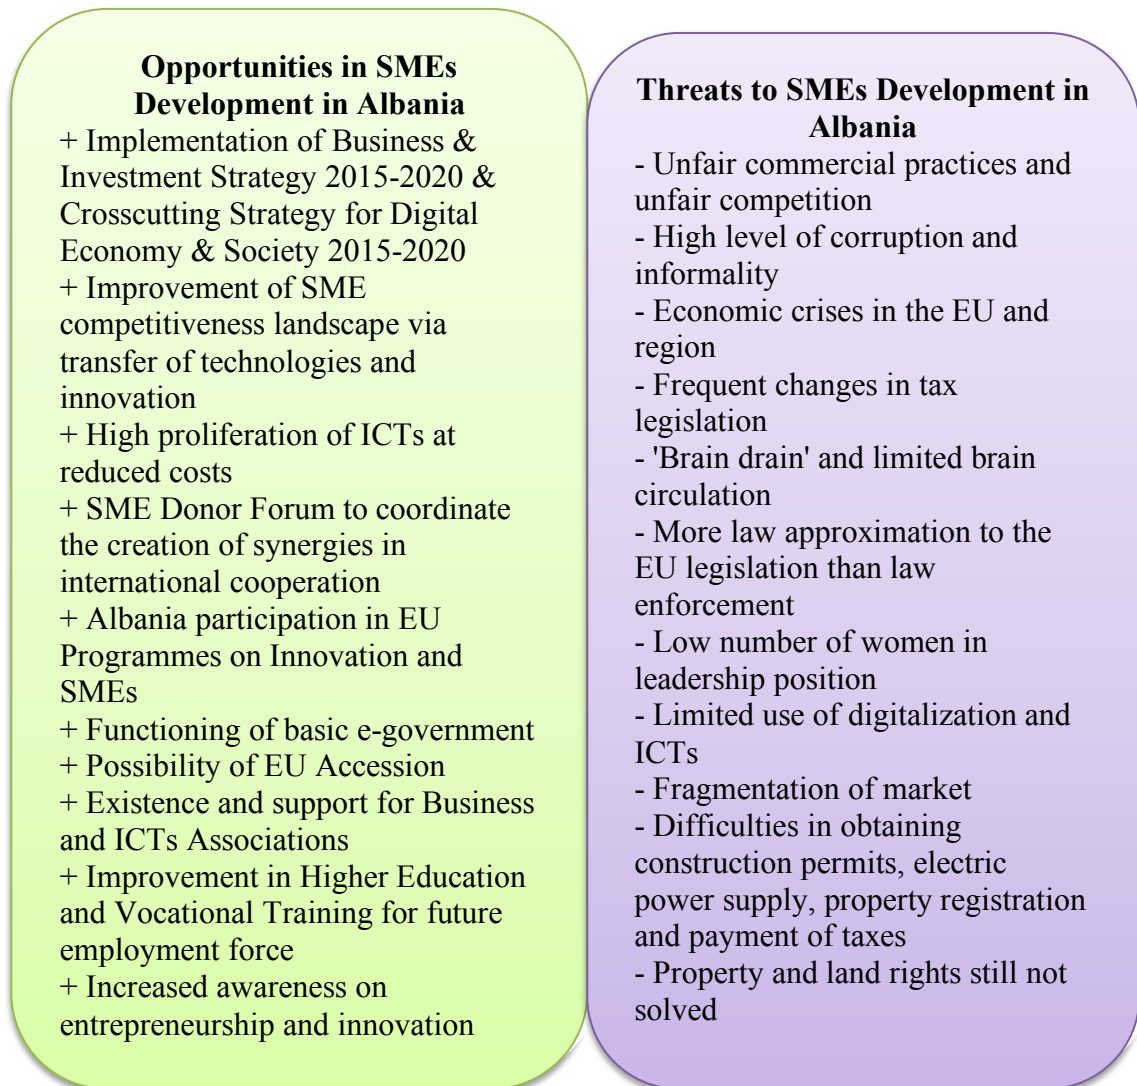 Opportunities in SMEs
Development in Albania
+ Implementation of Business &
Investment Strategy 2015-2020 &
Crosscutting Strategy for Digital
Economy & Society 2015-2020
+ Improvement of SME
competitiveness landscape via
transfer of technologies and
innovation
+ High proliferation of ICTs at
reduced costs
+ SME Donor Forum to coordinate
the creation of synergies in
international cooperation
+ Albania participation in EU
Programmes on Innovation and
SMEs
+ Functioning of basic e-government
+ Possibility of EU Accession
+ Existence and support for Business
and ICTs Associations
+ Improvement in Higher Education
and Vocational Training for future
employment force
+ Increased awareness on
entrepreneurship and innovation
Threats to SMEs Development in
Albania
- Unfair commercial practices and
unfair competition
- High level of corruption and
informality
- Economic crises in the EU and
region
- Frequent changes in tax
legislation
- 'Brain drain' and limited brain
circulation
- More law approximation to the
EU legislation than law
enforcement
- Low number of women in
leadership position
- Limited use of digitalization and
ICTs
- Fragmentation of market
- Difficulties in obtaining
construction permits, electric
power supply, property registration
and payment of taxes
- Property and land rights still not
solved